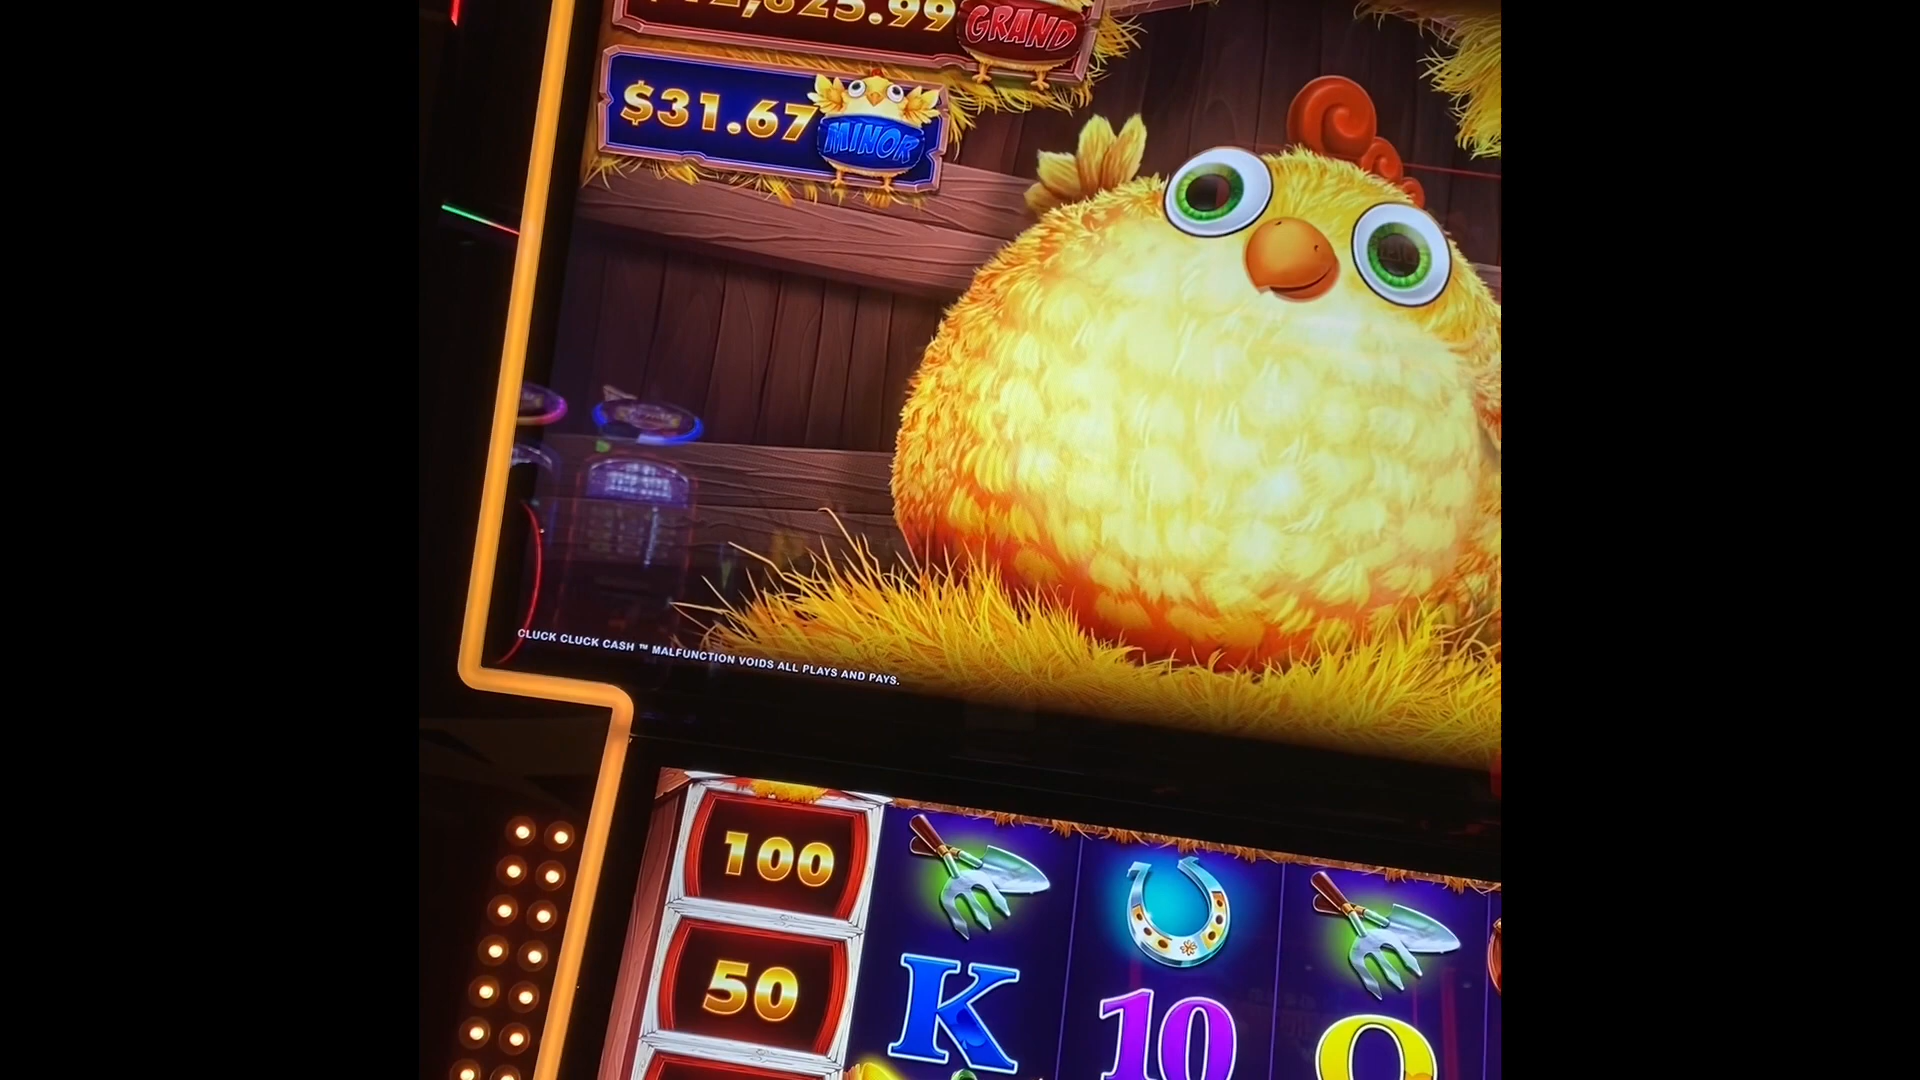 GRAND
$31.67 MINOR
CLUCK CLUCK CASH ™ MALFUNCTION VOIDS ALL PLAYS AND PAYS.
100
50
K 10 Q